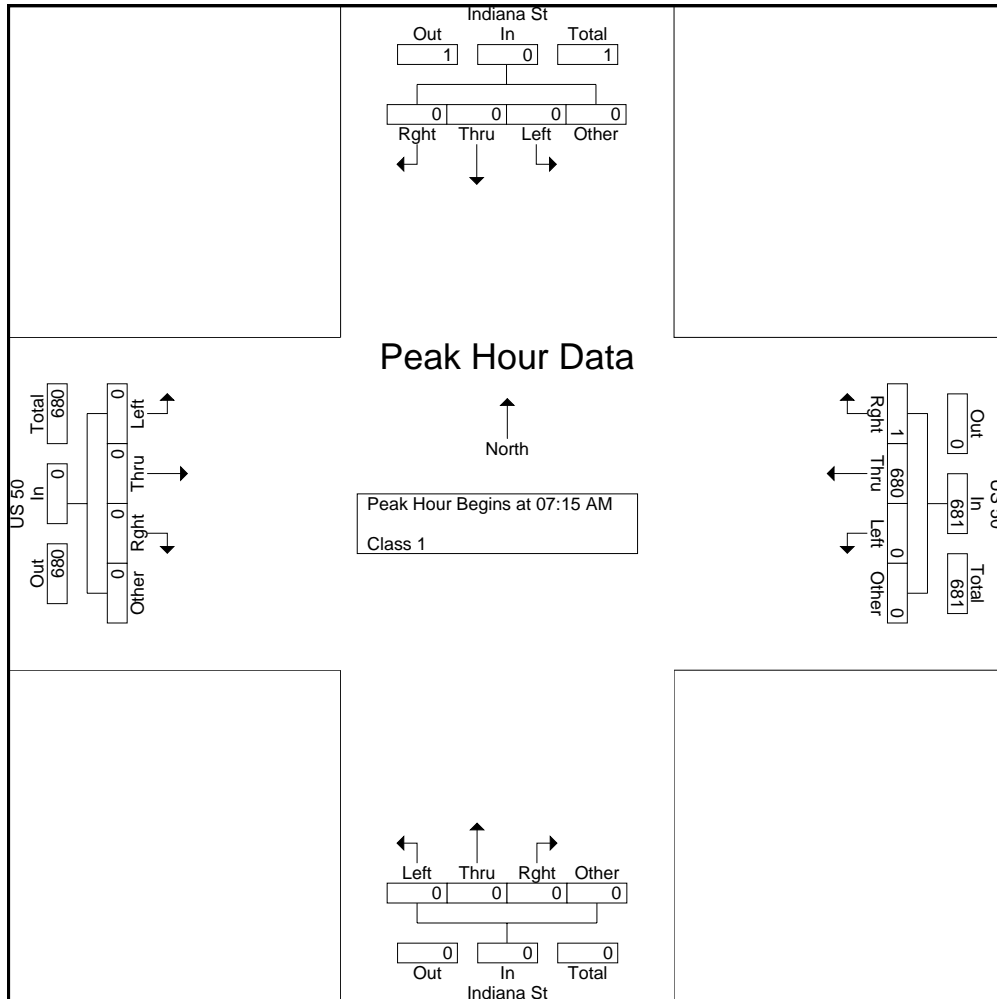 Indiana St
Out In Total
1 0 1
0 0 0 0
Rght Thru Left Other
Peak Hour Data
North
Peak Hour Begins at 07:15 AM
Class 1
US 50
Total In Out
680 0 680
0 0 0 0
Left Thru Rght Other
US 50
Out In Total
0 681 681
1 680 0 0
Rght Thru Left Other
Left Thru Rght Other
0 0 0 0
0 0 0
Out In Total
Indiana St